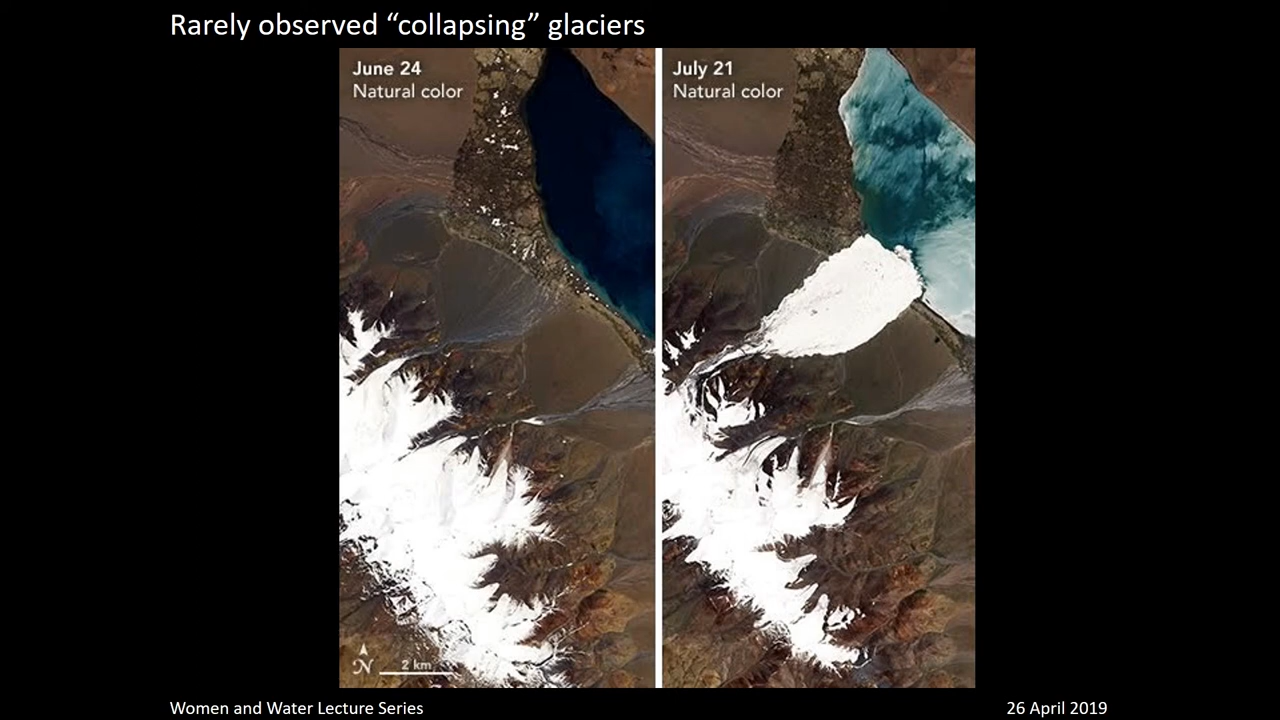 Rarely observed “collapsing” glaciers
June 24
Natural color
July 21
Natural color
N
2 km
Women and Water Lecture Series
26 April 2019